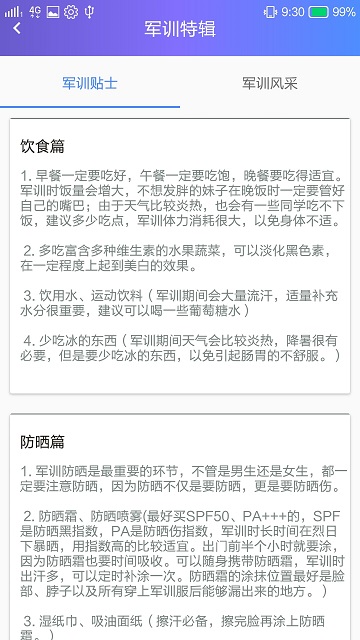 4G 9:30 99%
军训特辑
军训贴士 军训风采
饮食篇
1. 早餐一定要吃好，午餐一定要吃饱，晚餐要吃得适宜。
军训时饭量会增大，不想发胖的妹子在晚饭时一定要管好
自己的嘴巴；由于天气比较炎热，也会有一些同学吃不下
饭，建议多少吃点，军训体力消耗很大，以免身体不适。
2. 多吃富含多种维生素的水果蔬菜，可以淡化黑色素，
在一定程度上起到美白的效果。
3. 饮用水、运动饮料（军训期间会大量流汗，适量补充
水分很重要，建议可以喝一些葡萄糖水）
4. 少吃冰的东西（军训期间天气会比较炎热，降暑很有
必要，但是要少吃冰的东西，以免引起肠胃的不舒服。）
防晒篇
1. 军训防晒是最重要的环节，不管是男生还是女生，都一
定要注意防晒，因为防晒不仅是要防晒，更是要防晒伤。
2. 防晒霜、防晒喷雾(最好买SPF50、PA+++的，SPF
是防晒黑指数，PA是防晒伤指数，军训时长时间在烈日
下暴晒，用指数高的比较适宜。出门前半个小时就要涂，
因为防晒霜也要时间吸收。可以随身携带防晒霜，军训时
出汗多，可以定时补涂一次。防晒霜的涂抹位置最好是脸
部、脖子以及所有穿上军训服后能够漏出来的地方。）
3. 湿纸巾、吸油面纸（擦汗必备，擦完脸再涂上防晒
霜。）